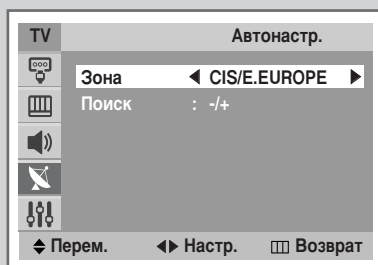 TV Автонастр.
Зона ◀ CIS/E.EUROPE ▶
Поиск : -/+
Перем. Настр. Возврат